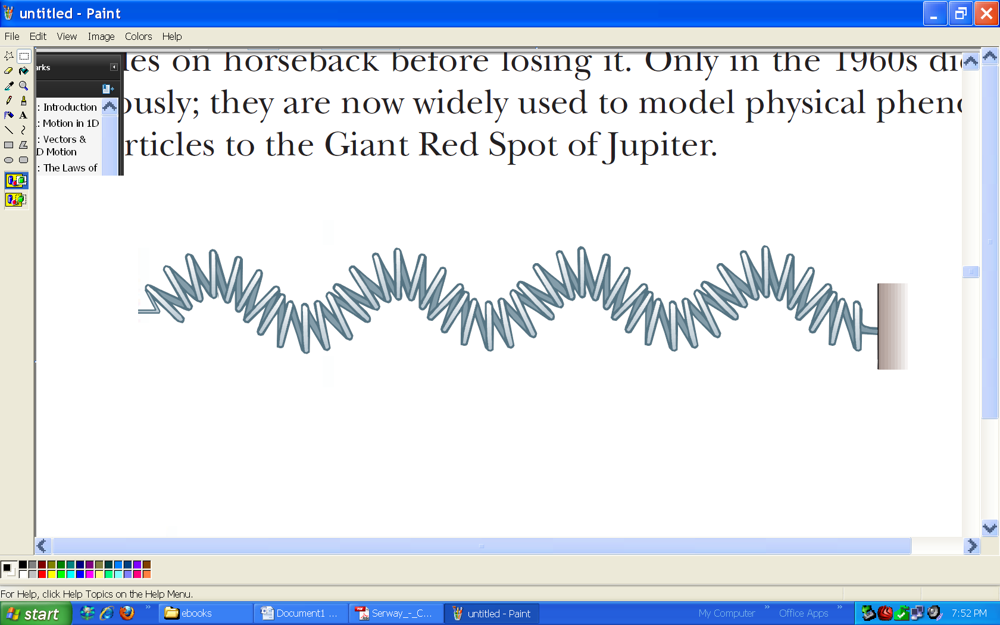 untitled - Paint
File Edit View Image Colors Help
arks
les on horseback before losing it. Only in the 1960s di
: Introduction
ously; they are now widely used to model physical phen
: Motion in 1D
: Vectors &
D Motion
rticles to the Giant Red Spot of Jupiter.
: The Laws of
A
For Help, click Help Topics on the Help Menu.
start
ebooks
Document1 ...
Serway_-_C...
untitled - Paint
My Computer
Office Apps
7:52 PM